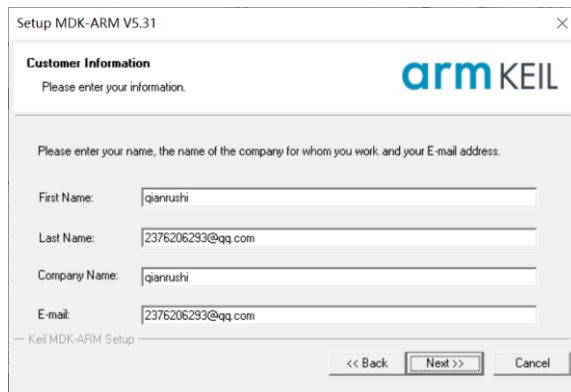 Setup MDK-ARM V5.31
Customer Information
Please enter your information.
arm KEIL
Please enter your name, the name of the company for whom you work and your E-mail address.
First Name: qianrushi
Last Name: 2376206293@qq.com
Company Name: qianrushi
E-mail: 2376206293@qq.com
Keil MDK-ARM Setup
<< Back Next >> Cancel